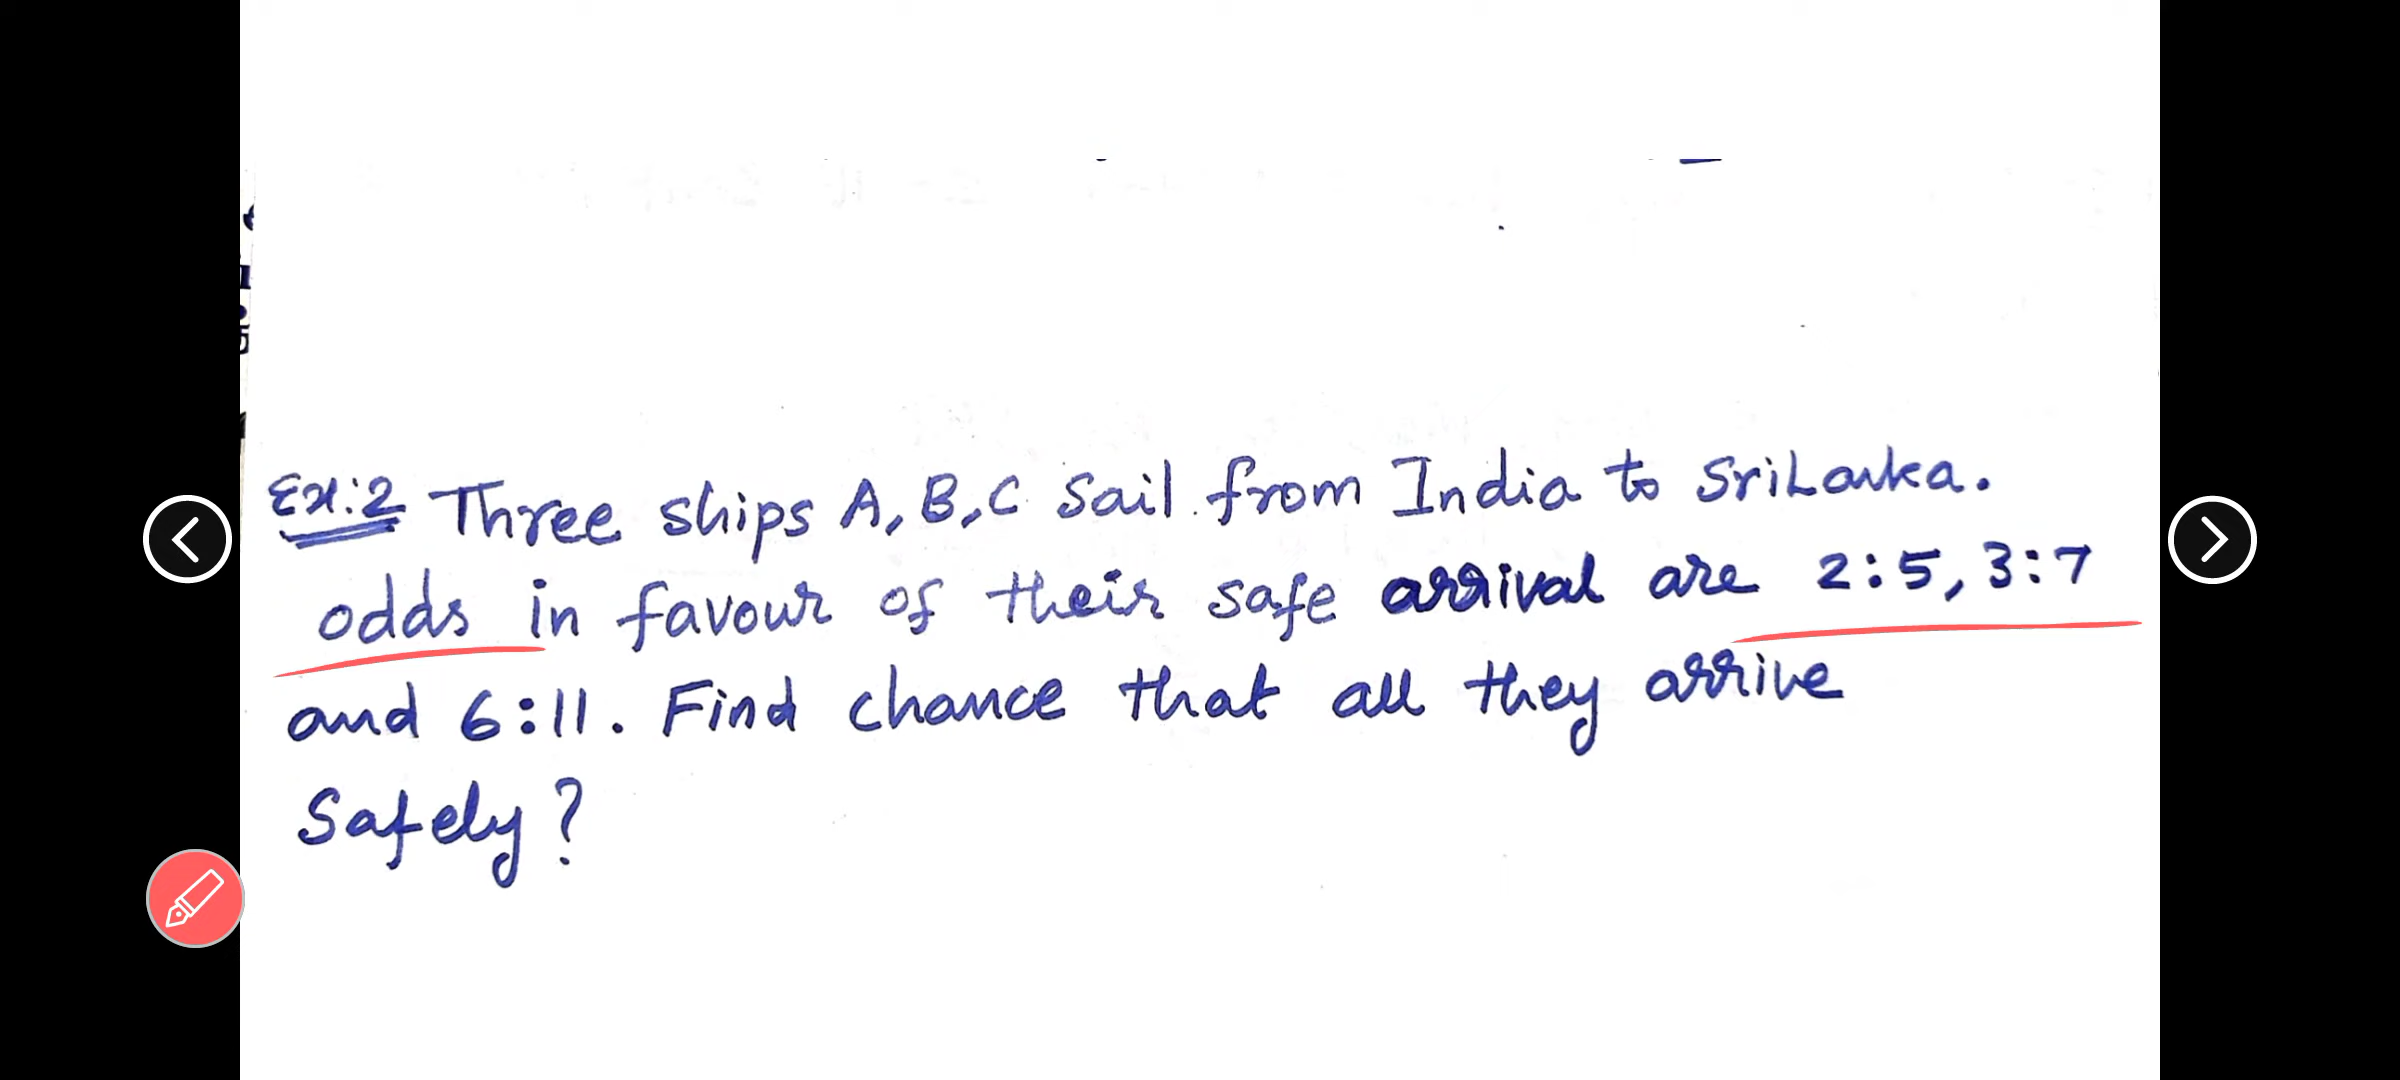 Ex:2 Three ships A, B, C Sail from India to SriLanka.
odds in favour of their safe arrival are 2:5, 3:7
and 6:11. Find chance that all they arrive
Safely?